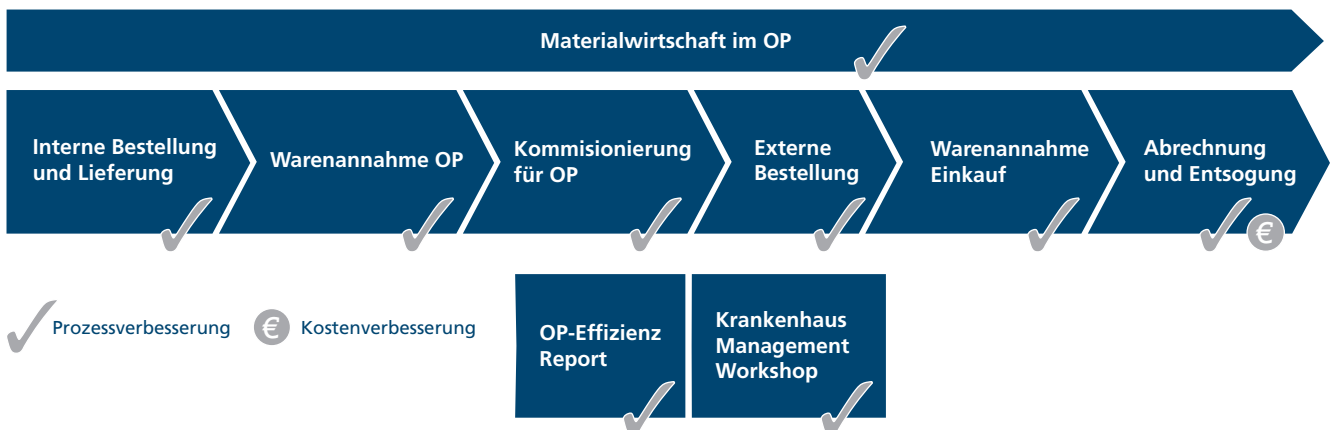 Materialwirtschaft im OP
Interne Bestellung
und Lieferung
Warenannahme OP
Kommisionierung
für OP
Externe
Bestellung
Warenannahme
Einkauf
Abrechnung
und Entsogung
€
Prozessverbesserung
€ Kostenverbesserung
OP-Effizienz
Report
Krankenhaus
Management
Workshop